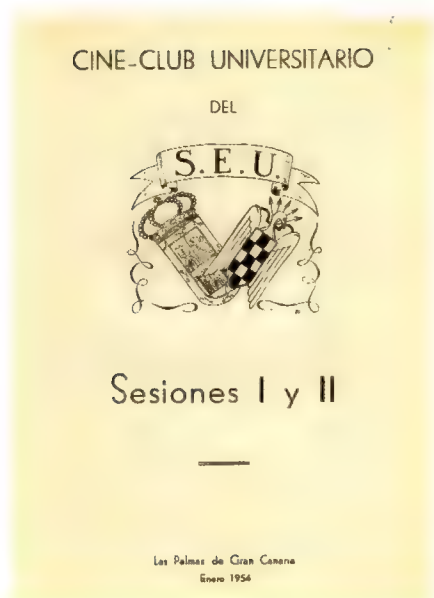 CINE-CLUB UNIVERSITARIO
DEL
S. E. U.
Sesiones I y II
Las Palmas de Gran Canaria
Enero 1954